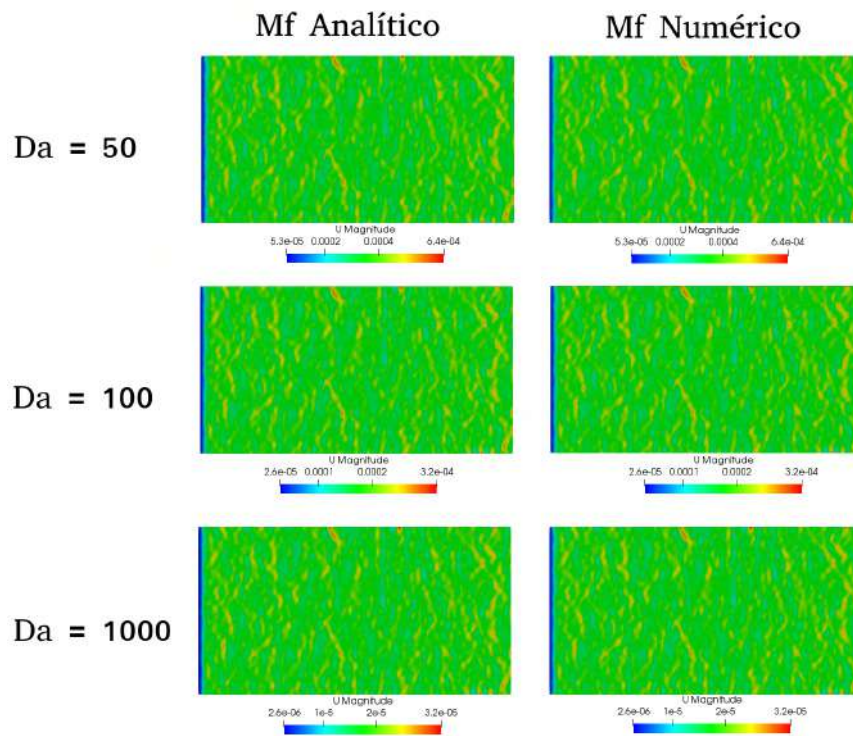 Mf Analítico Mf Numérico
Da = 50
U Magnitude U Magnitude
5.3e-05 0.0002 0.0004 6.4e-04 5.3e-05 0.0002 0.0004 6.4e-04
Da = 100
U Magnitude U Magnitude
2.6e-05 0.0001 0.0002 3.2e-04 2.6e-05 0.0001 0.0002 3.2e-04
Da = 1000
U Magnitude U Magnitude
2.6e-06 1e-5 2e-5 3.2e-05 2.6e-06 1e-5 2e-5 3.2e-05